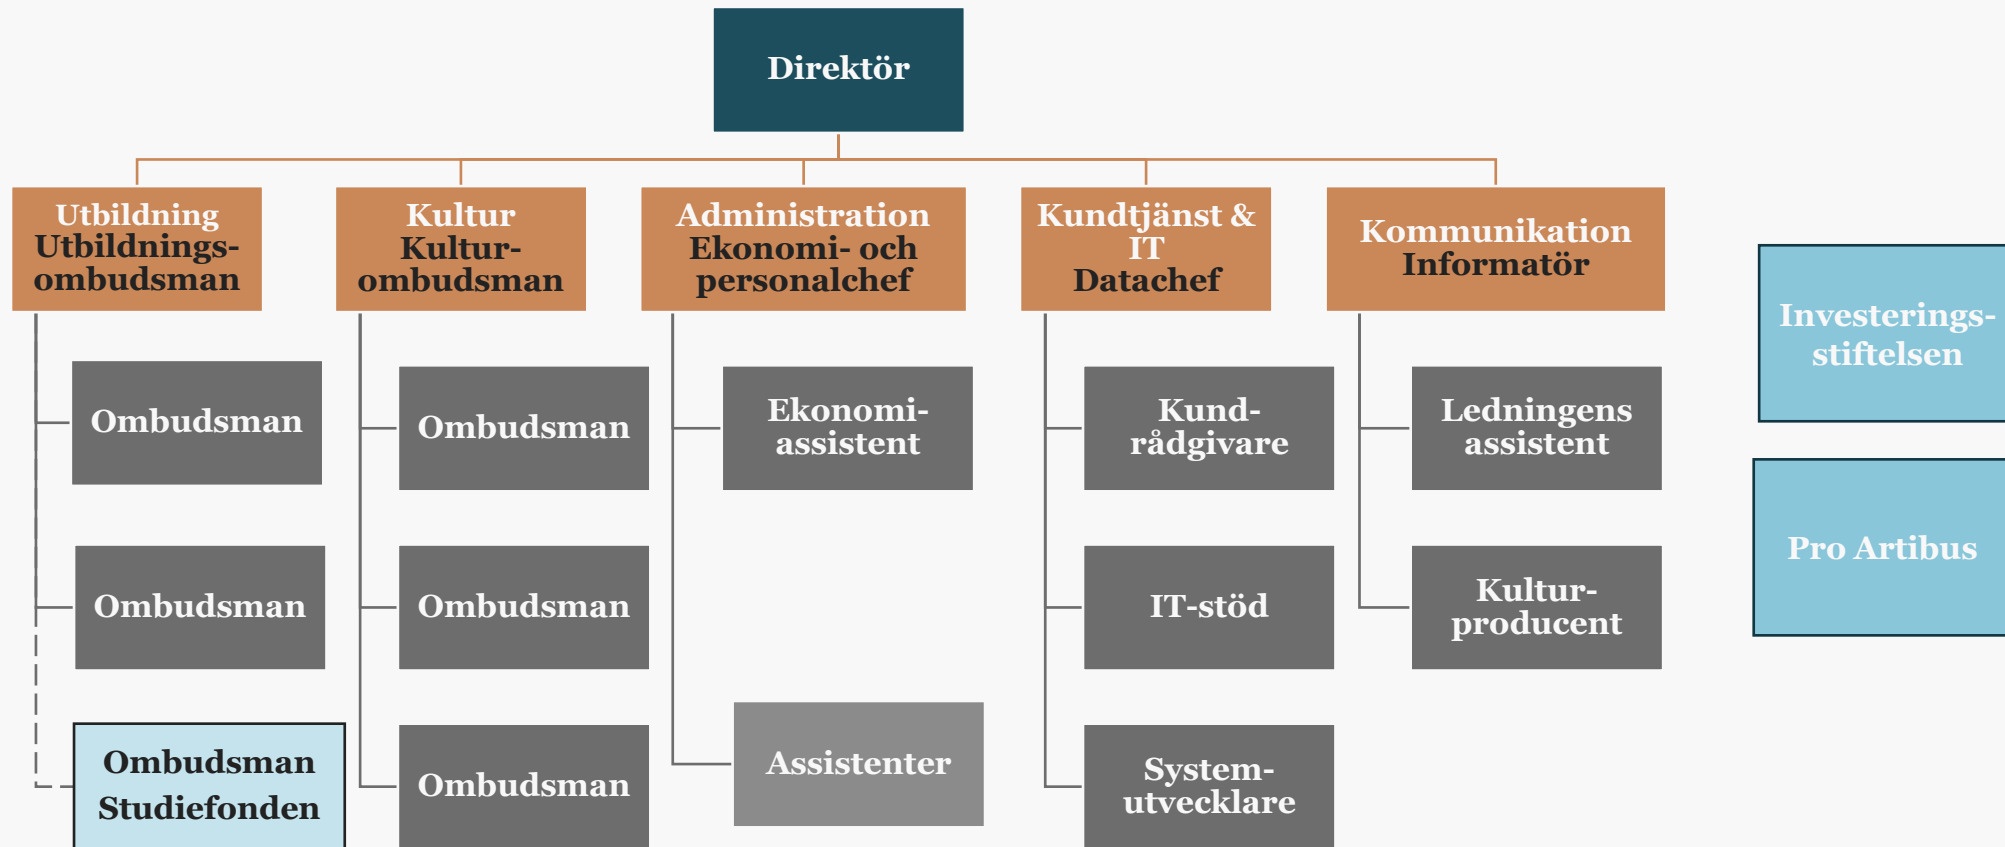 Direktör
Utbildning
Utbildnings-
ombudsman
Kultur
Kultur-
ombudsman
Administration
Ekonomi- och
personalchef
Kundtjänst &
IT
Datachef
Kommunikation
Informatör
Investerings-
stiftelsen
Ombudsman
Ombudsman
Ekonomi-
assistent
Kund-
rådgivare
Ledningens
assistent
Pro Artibus
Ombudsman
Ombudsman
IT-stöd
Kultur-
producent
Ombudsman
Studiefonden
Ombudsman
Assistenter
System-
utvecklare